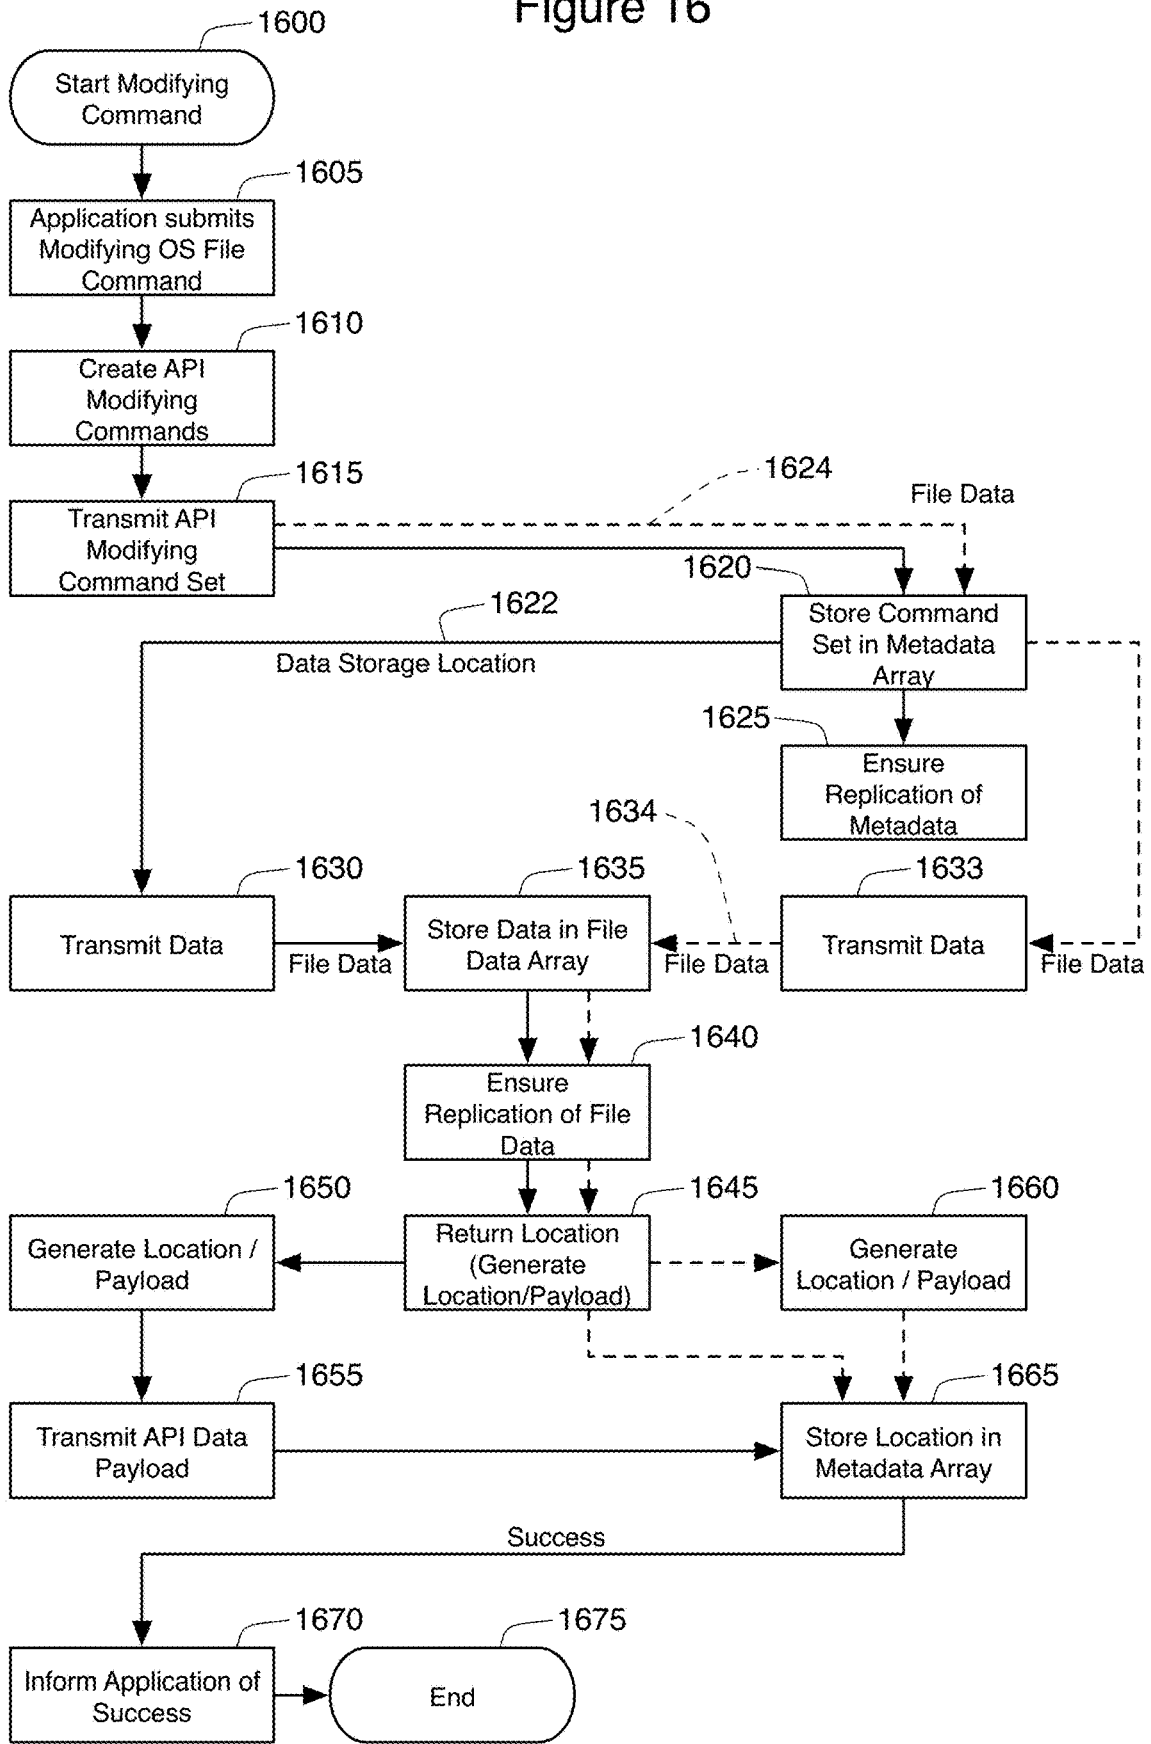 Figure 16
1600
Start Modifying
Command
1605
Application submits
Modifying OS File
Command
1610
Create API
Modifying
Commands
1615
Transmit API
Modifying
Command Set
1624
File Data
1620
Store Command
Set in Metadata
Array
1622
Data Storage Location
1625
Ensure
Replication of
Metadata
1634
1630
Transmit Data
File Data
1635
Store Data in File
Data Array
File Data
1633
Transmit Data
File Data
1640
Ensure
Replication of File
Data
1650
Generate Location /
Payload
1645
Return Location
(Generate
Location/Payload)
1660
Generate
Location / Payload
1655
Transmit API Data
Payload
1665
Store Location in
Metadata Array
Success
1670
Inform Application of
Success
1675
End